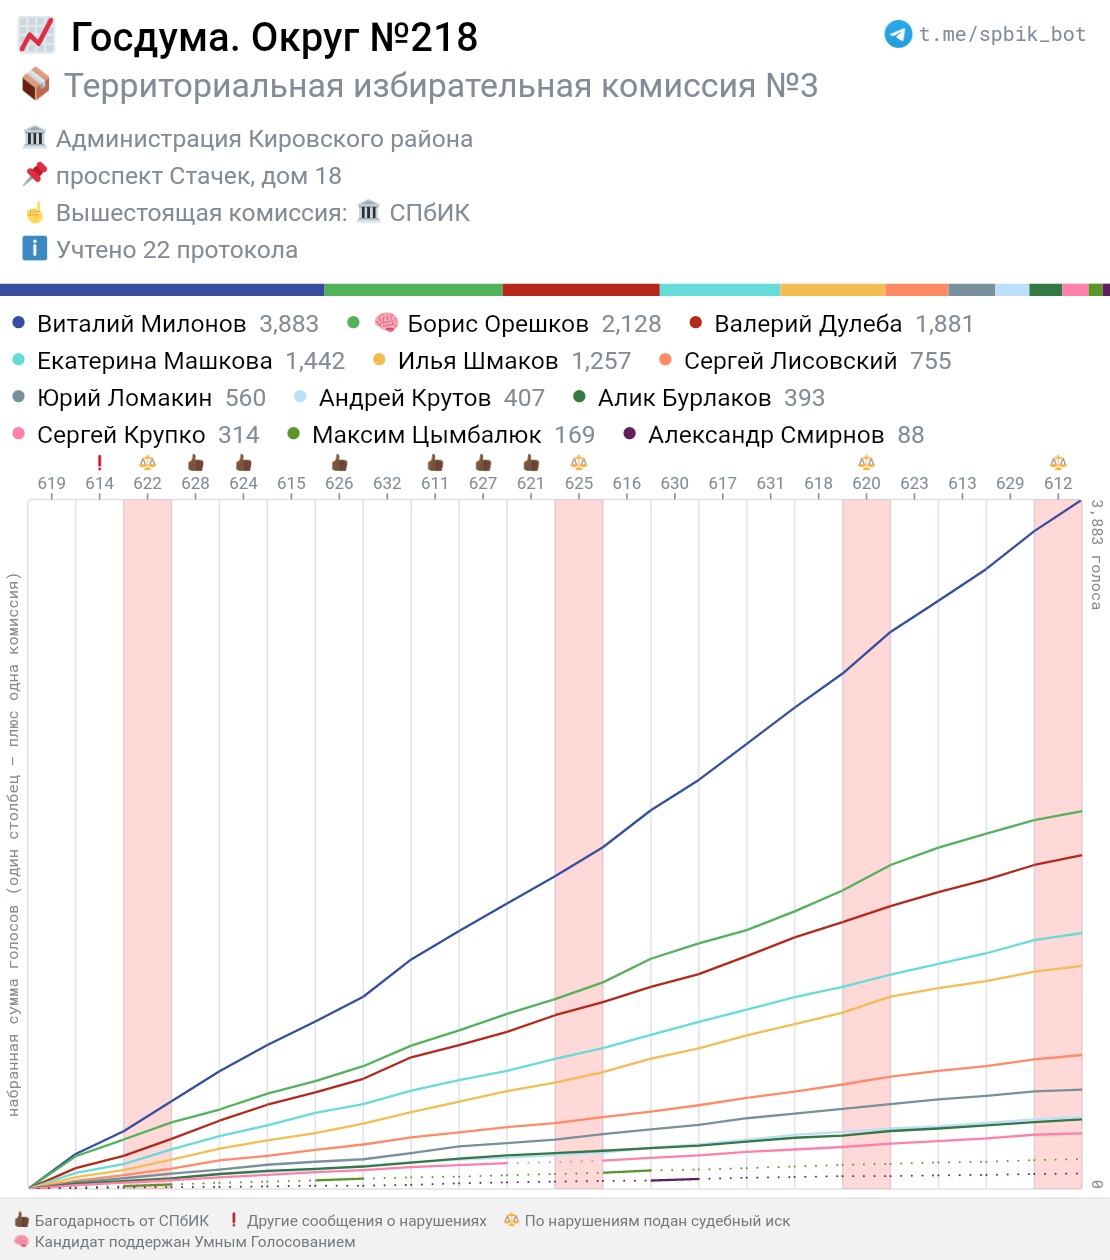 Госдума. Округ №218
t.me/spbik_bot
Территориальная избирательная комиссия №3
Администрация Кировского района
проспект Стачек, дом 18
Вышестоящая комиссия: СПбИК
Учтено 22 протокола
Виталий Милонов 3,883 Борис Орешков 2,128 Валерий Дулеба 1,881
Екатерина Машкова 1,442 Илья Шмаков 1,257 Сергей Лисовский 755
Юрий Ломакин 560 Андрей Крутов 407 Алик Бурлаков 393
Сергей Крупко 314 Максим Цымбалюк 169 Александр Смирнов 88
619 614 622 628 624 615 626 632 611 627 621 625 616 630 617 631 618 620 623 613 629 612
3,883 голоса
набранная сумма голосов (один столбец – плюс одна комиссия)
0
Багодарность от СПбИК Другие сообщения о нарушениях По нарушениям подан судебный иск
Кандидат поддержан Умным Голосованием